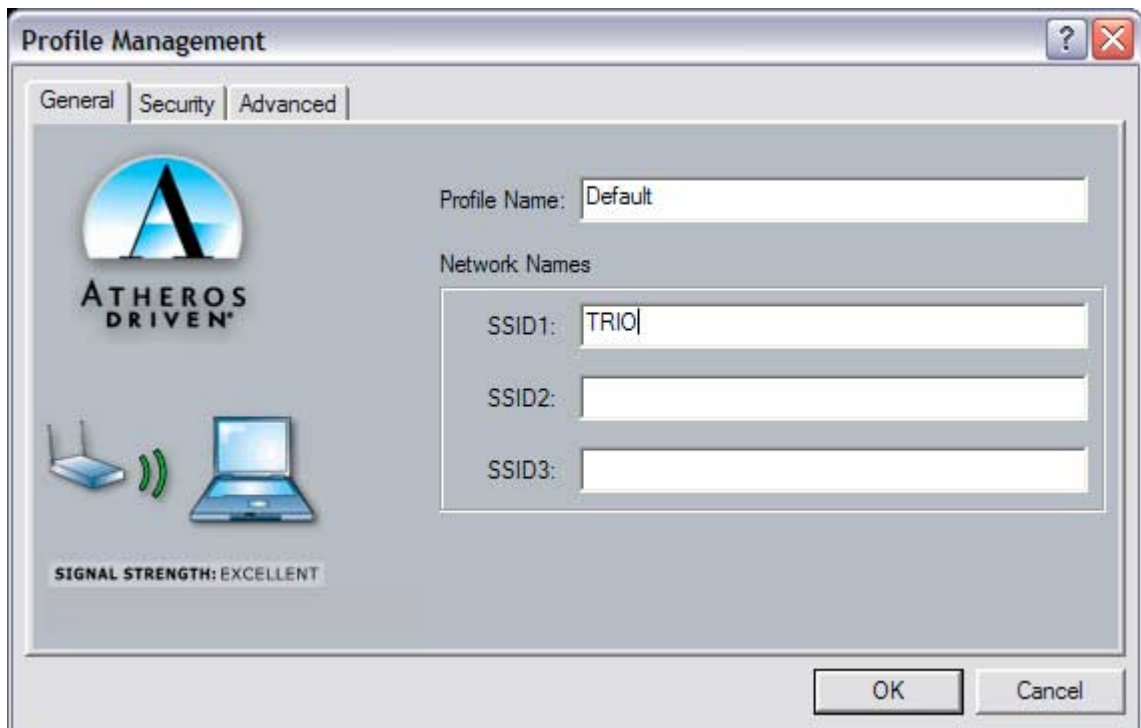 Profile Management
?
General Security Advanced
ATHEROS
DRIVEN®
Profile Name: Default
Network Names
SSID1: TRIO
SSID2:
SSID3:
SIGNAL STRENGTH: EXCELLENT
OK Cancel